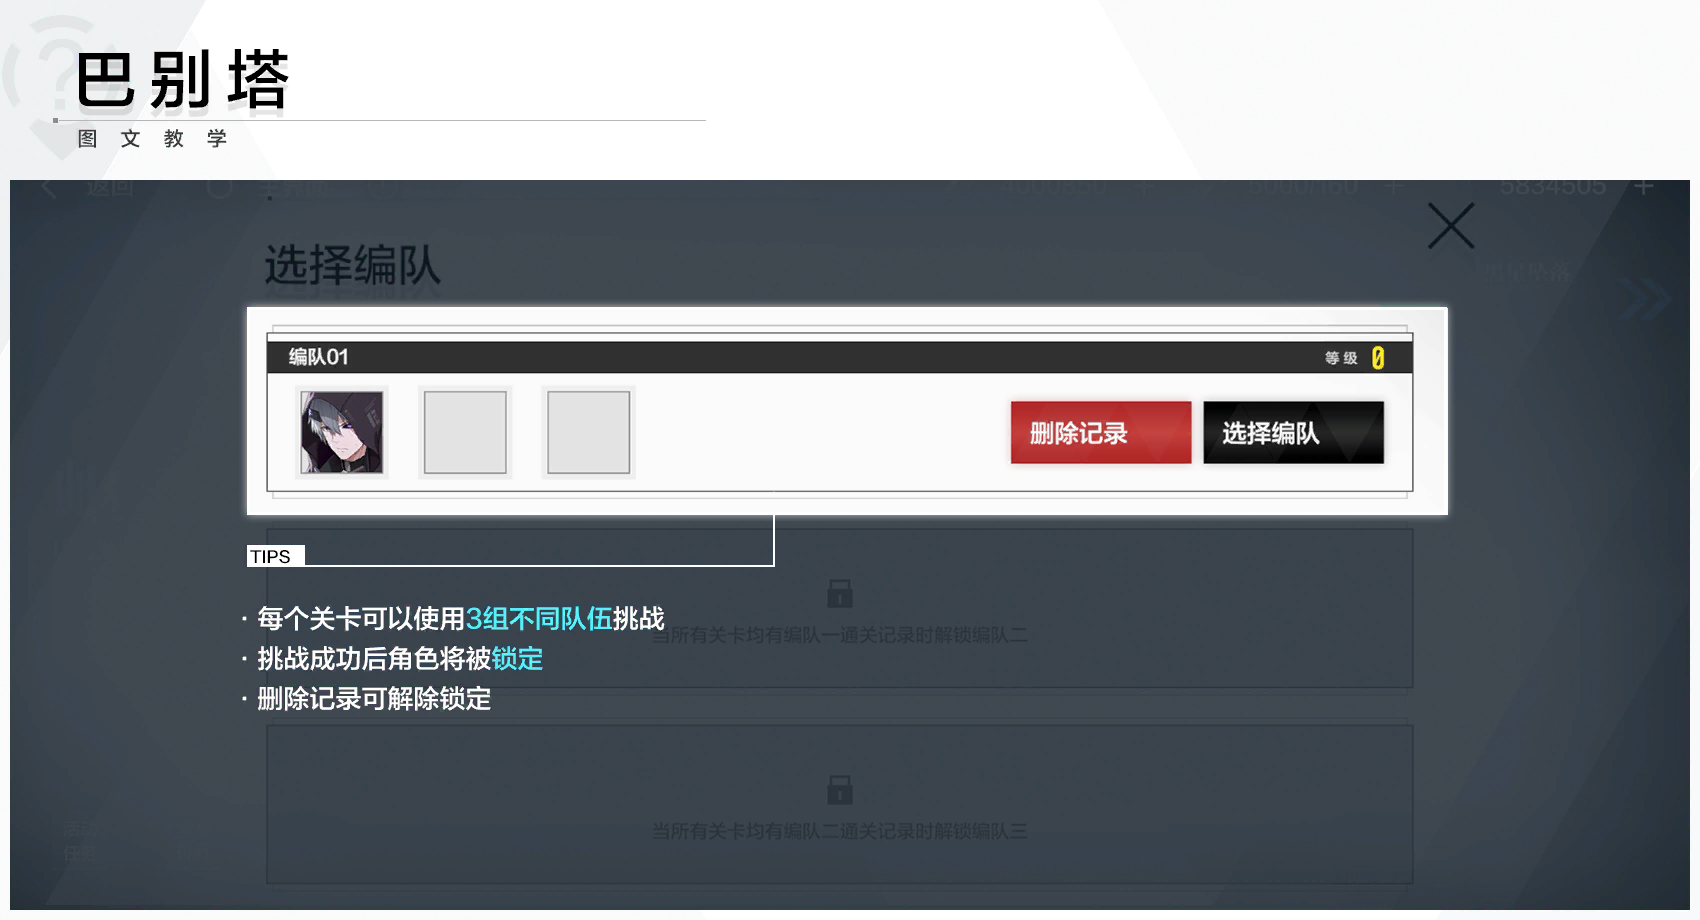 巴别塔
图文教学
返回
主界面
4000850
5000/160
5834505
选择编队
编队01
等级 0
删除记录
选择编队
TIPS
· 每个关卡可以使用3组不同队伍挑战
当所有关卡均有编队一通关记录时解锁编队二
· 挑战成功后角色将被锁定
· 删除记录可解除锁定
当所有关卡均有编队二通关记录时解锁编队三